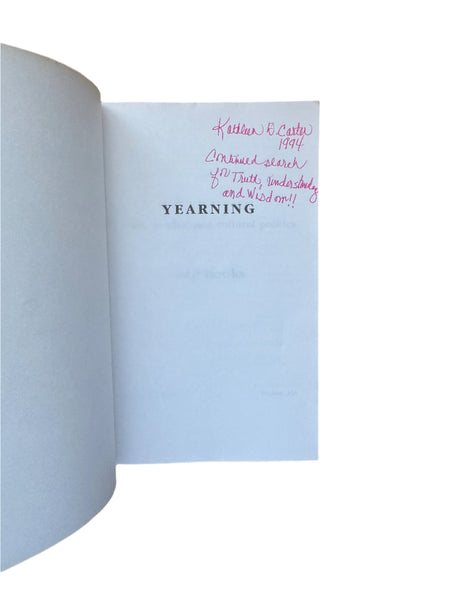 Kathleen D. Carter
1994
Continued search
for Truth, Understanding
and Wisdom!!
YEARNING